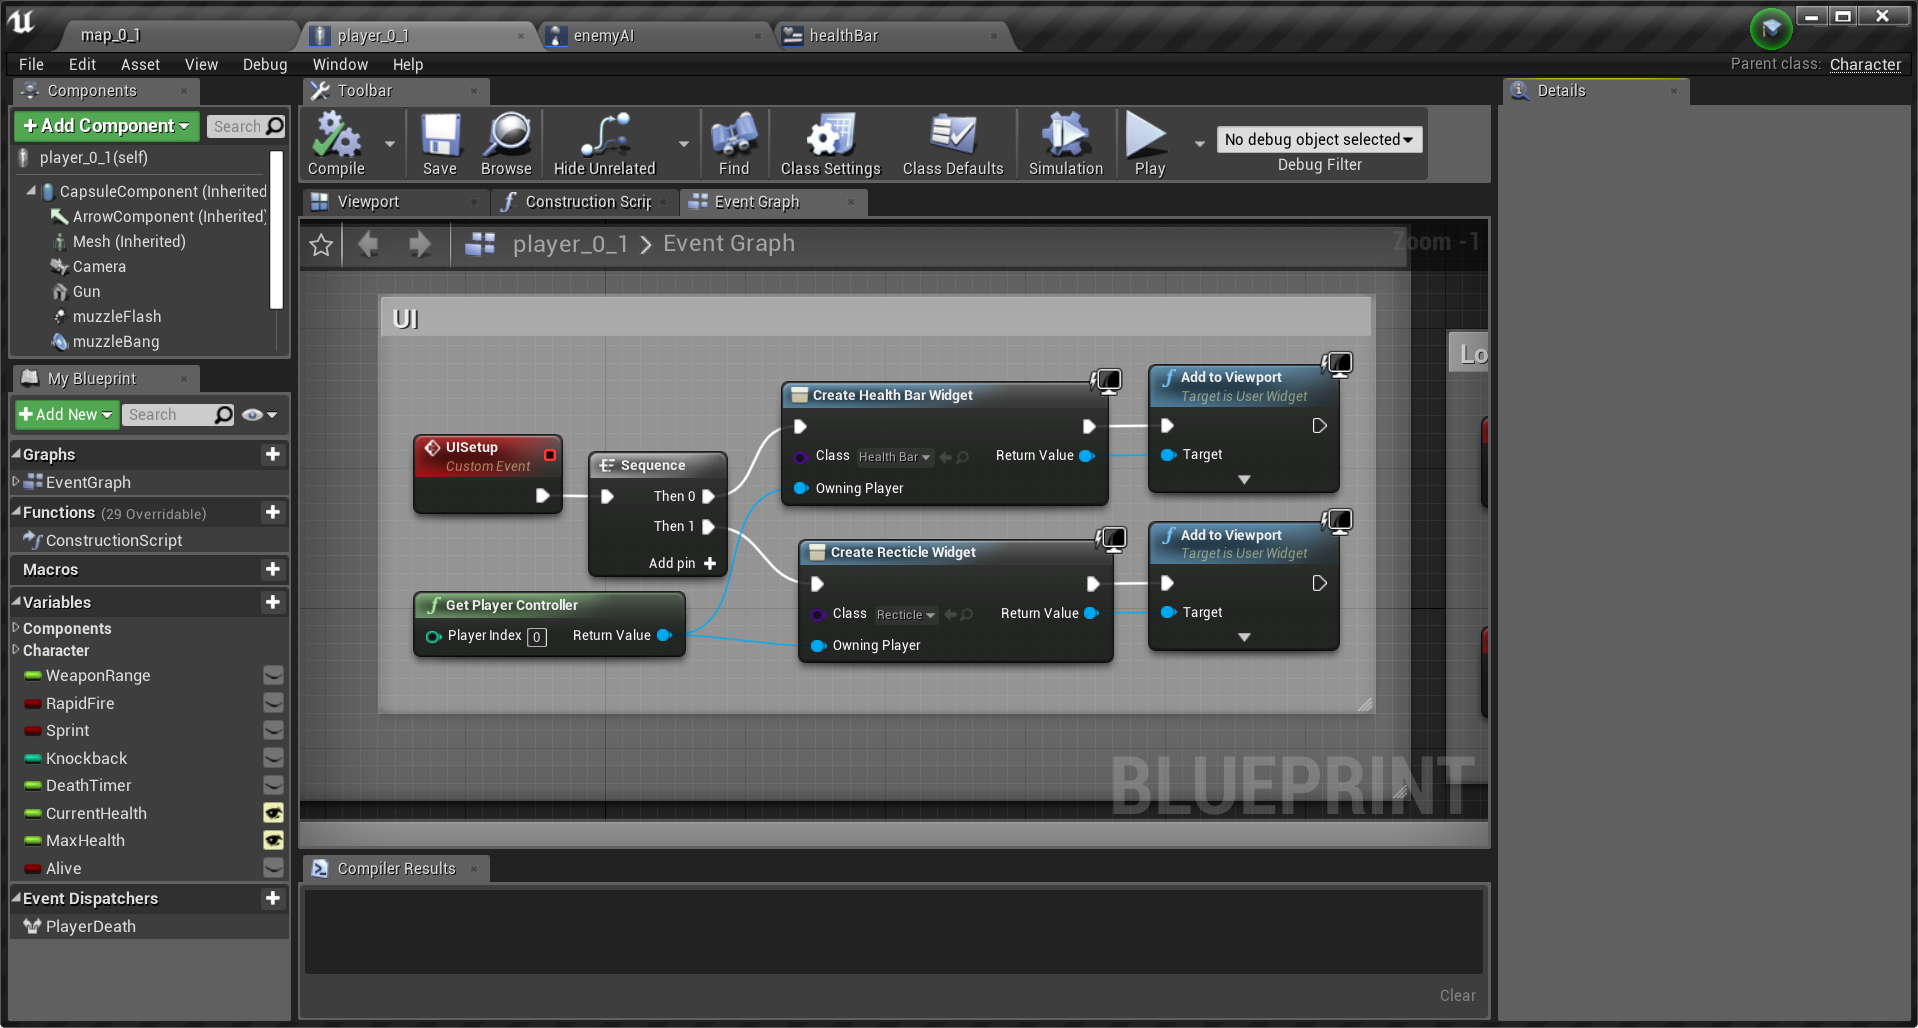 map_0_1
player_0_1
enemyAI
healthBar
File Edit Asset View Debug Window Help
Parent class: Character
Components
Toolbar
Details
Add Component
Search
player_0_1(self)
CapsuleComponent (Inherited
ArrowComponent (Inherited)
Mesh (Inherited)
Camera
Gun
muzzleFlash
muzzleBang
Compile
Save
Browse
Hide Unrelated
Find
Class Settings
Class Defaults
Simulation
Play
No debug object selected
Debug Filter
Viewport
Construction Scrip
Event Graph
player_0_1 > Event Graph
Zoom -1
My Blueprint
Add New
Search
Graphs
EventGraph
Functions (29 Overridable)
ConstructionScript
Macros
Variables
Components
Character
WeaponRange
RapidFire
Sprint
Knockback
DeathTimer
CurrentHealth
MaxHealth
Alive
Event Dispatchers
PlayerDeath
UI
UISetup
Custom Event
Sequence
Then 0
Then 1
Add pin
Get Player Controller
Player Index 0
Return Value
Create Health Bar Widget
Class Health Bar
Return Value
Owning Player
Add to Viewport
Target is User Widget
Target
Create Recticle Widget
Class Recticle
Return Value
Owning Player
Add to Viewport
Target is User Widget
Target
Lo
BLUEPRINT
Compiler Results
Clear